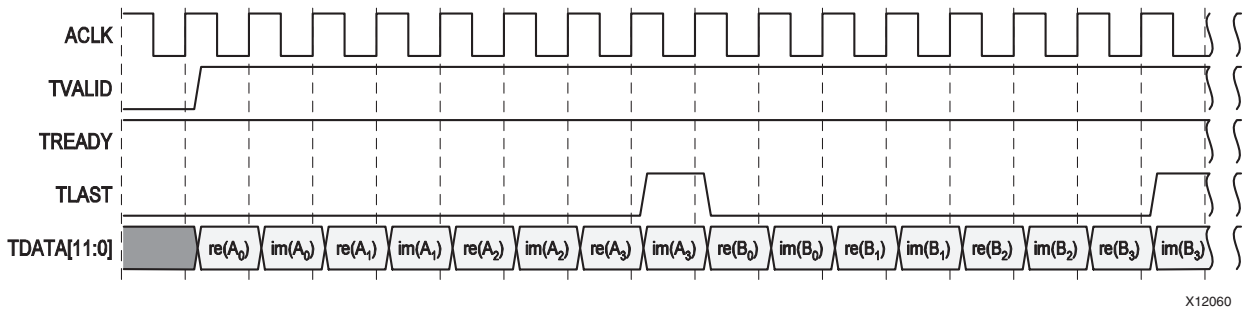 ACLK
TVALID
TREADY
TLAST
TDATA[11:0] re(A0) im(A0) re(A1) im(A1) re(A2) im(A2) re(A3) im(A3) re(B0) im(B0) re(B1) im(B1) re(B2) im(B2) re(B3) im(B3)
X12060